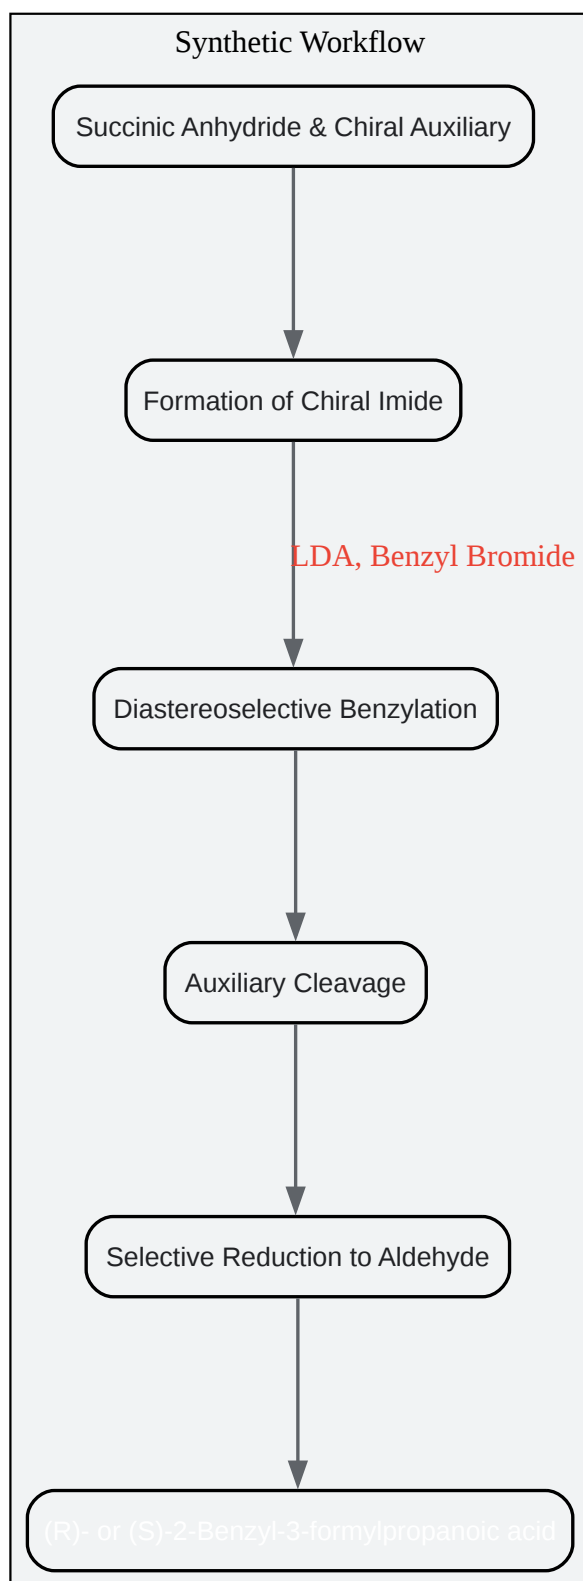 Synthetic Workflow
Succinic Anhydride & Chiral Auxiliary
Formation of Chiral Imide
LDA, Benzyl Bromide
Diastereoselective Benzylation
Auxiliary Cleavage
Selective Reduction to Aldehyde
(R)- or (S)-2-Benzyl-3-formylpropanoic acid